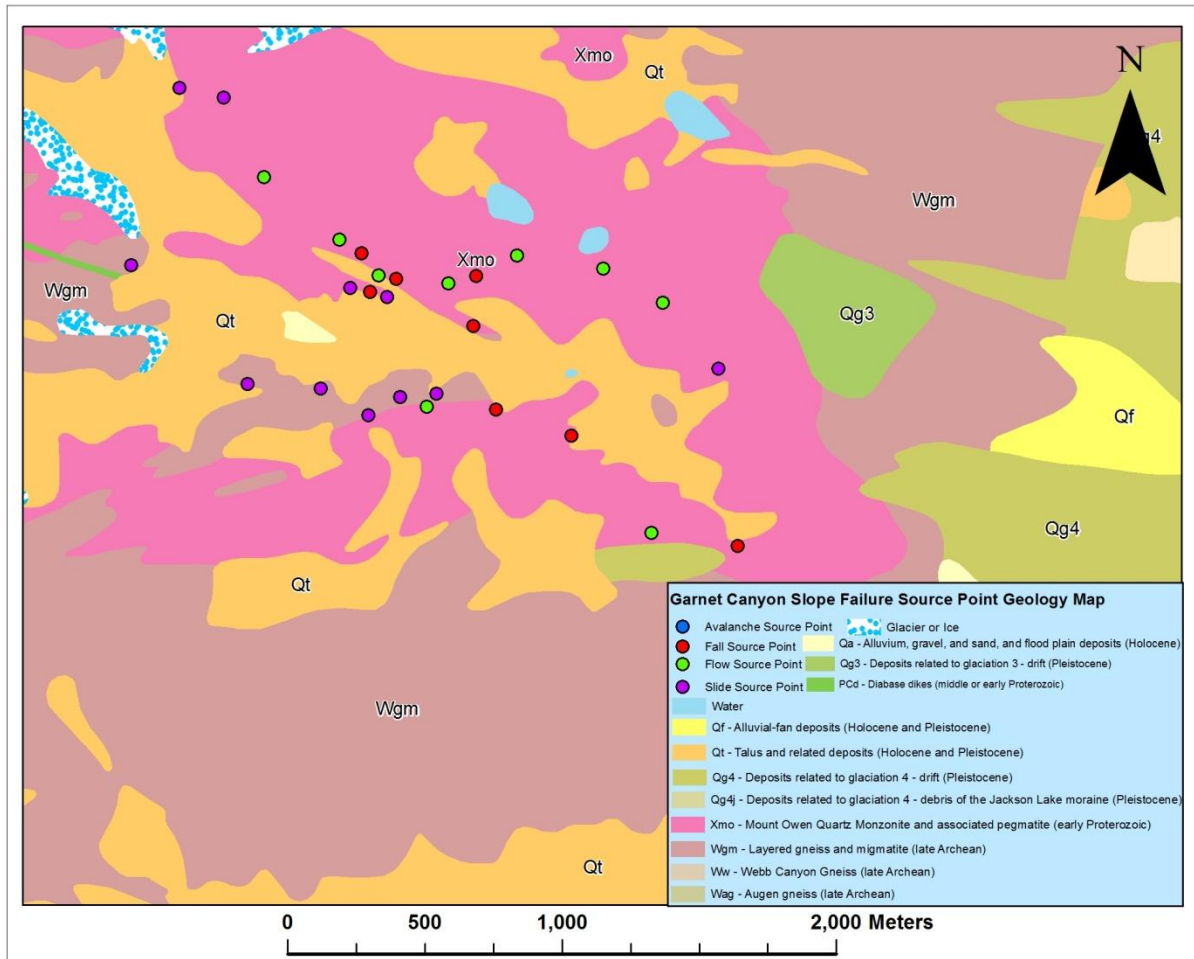 Xmo
Qt
N
g4
Wgm
Xmo
Wgm
Qt
Qg3
Qf
Qg4
Qt
Wgm
Qt
Garnet Canyon Slope Failure Source Point Geology Map
Avalanche Source Point
Glacier or Ice
Fall Source Point
Qa - Alluvium, gravel, and sand, and flood plain deposits (Holocene)
Flow Source Point
Qg3 - Deposits related to glaciation 3 - drift (Pleistocene)
Slide Source Point
PCd - Diabase dikes (middle or early Proterozoic)
Water
Qf - Alluvial-fan deposits (Holocene and Pleistocene)
Qt - Talus and related deposits (Holocene and Pleistocene)
Qg4 - Deposits related to glaciation 4 - drift (Pleistocene)
Qg4j - Deposits related to glaciation 4 - debris of the Jackson Lake moraine (Pleistocene)
Xmo - Mount Owen Quartz Monzonite and associated pegmatite (early Proterozoic)
Wgm - Layered gneiss and migmatite (late Archean)
Ww - Webb Canyon Gneiss (late Archean)
Wag - Augen gneiss (late Archean)
0 500 1,000 2,000 Meters